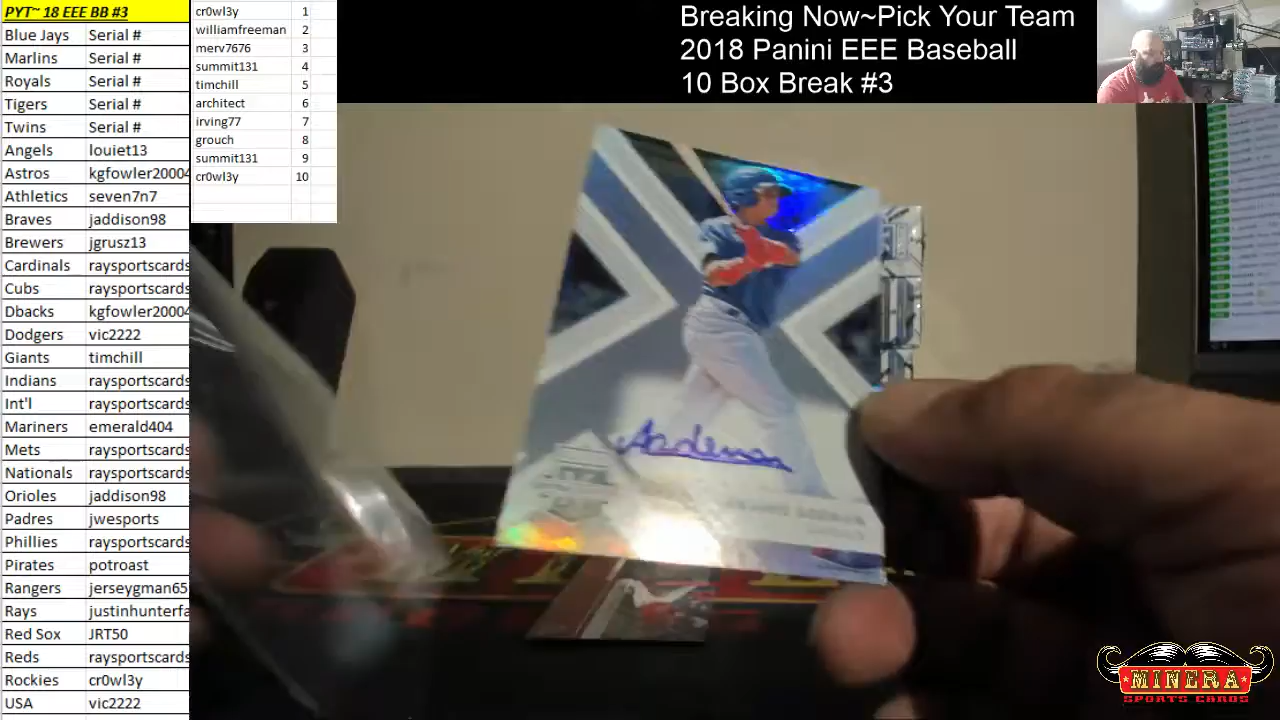 PYT~ 18 EEE BB #3
Blue Jays Serial #
Marlins Serial #
Royals Serial #
Tigers Serial #
Twins Serial #
Angels louiet13
Astros kgfowler20004
Athletics seven7n7
Braves jaddison98
Brewers jgrusz13
Cardinals raysportscards
Cubs raysportscards
Dbacks kgfowler20004
Dodgers vic2222
Giants timchill
Indians raysportscards
Int'l raysportscards
Mariners emerald404
Mets raysportscards
Nationals raysportscards
Orioles jaddison98
Padres jwesports
Phillies raysportscards
Pirates potroast
Rangers jerseygman65
Rays justinhunterfa
Red Sox JRT50
Reds raysportscards
Rockies cr0wl3y
USA vic2222
cr0wl3y 1
williamfreeman 2
merv7676 3
summit131 4
timchill 5
architect 6
irving77 7
grouch 8
summit131 9
cr0wl3y 10
Breaking Now~Pick Your Team
2018 Panini EEE Baseball
10 Box Break #3
MINERA
SPORTS CARDS